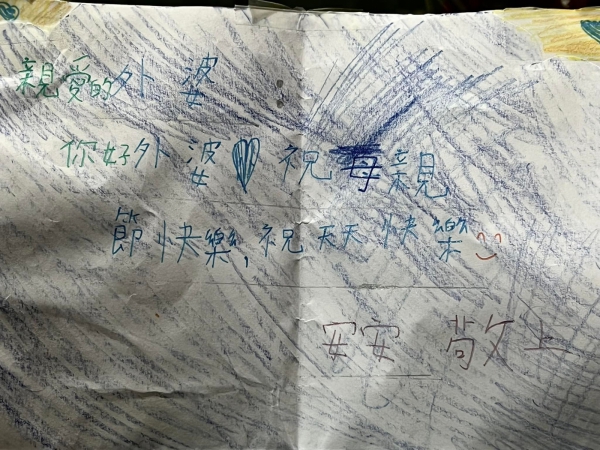 親愛的外婆：
你好外婆♥祝母親
節快樂,祝天天快樂
安安 敬上